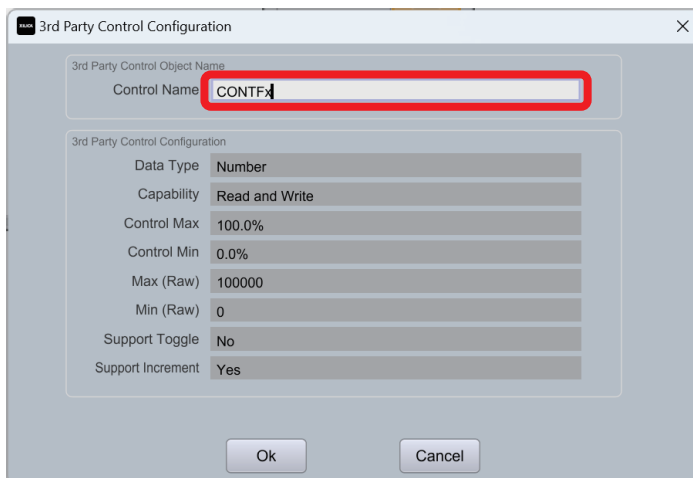 XILICA 3rd Party Control Configuration
3rd Party Control Object Name
Control Name CONTFx
3rd Party Control Configuration
Data Type Number
Capability Read and Write
Control Max 100.0%
Control Min 0.0%
Max (Raw) 100000
Min (Raw) 0
Support Toggle No
Support Increment Yes
Ok Cancel